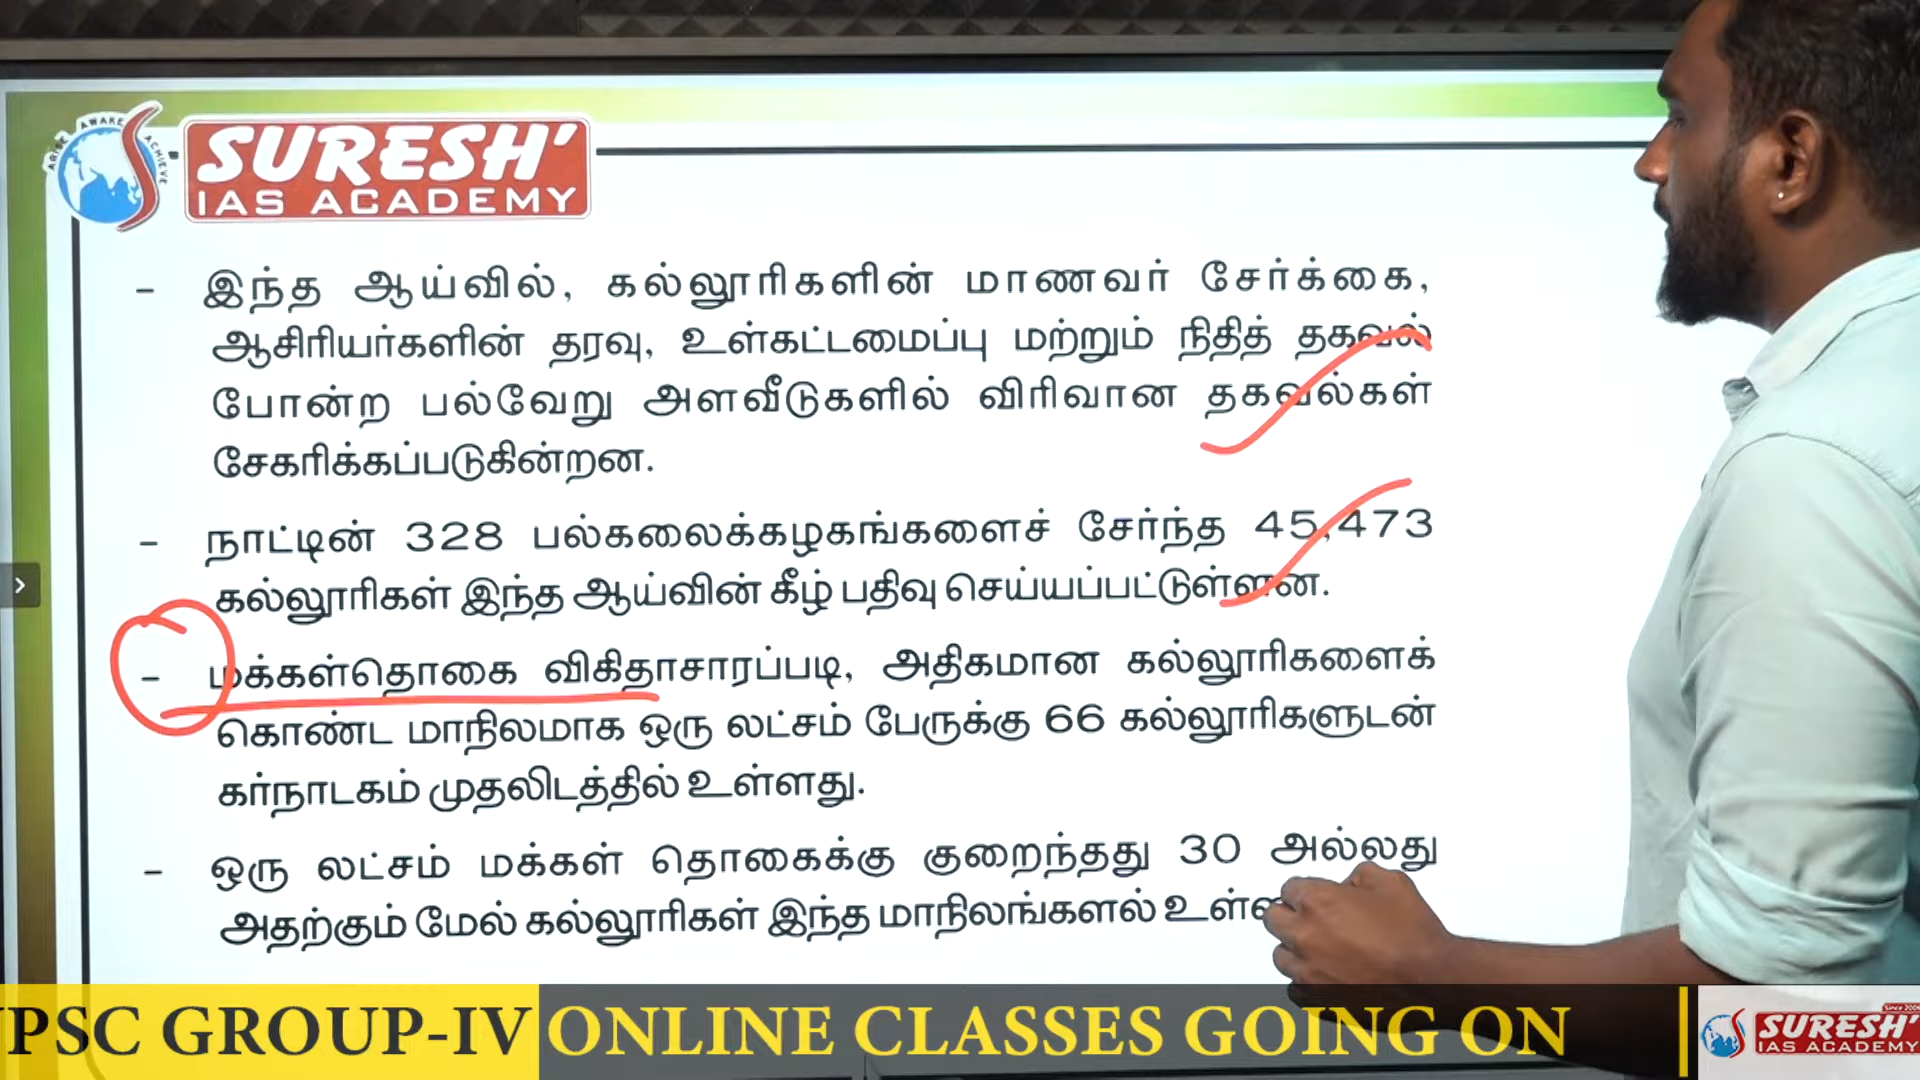 ARISE AWAKE ACHIEVE
SURESH'
IAS ACADEMY
- இந்த ஆய்வில், கல்லூரிகளின் மாணவர் சேர்க்கை,
ஆசிரியர்களின் தரவு, உள்கட்டமைப்பு மற்றும் நிதித் தகவல்
போன்ற பல்வேறு அளவீடுகளில் விரிவான தகவல்கள்
சேகரிக்கப்படுகின்றன.
- நாட்டின் 328 பல்கலைக்கழகங்களைச் சேர்ந்த 45,473
கல்லூரிகள் இந்த ஆய்வின் கீழ் பதிவு செய்யப்பட்டுள்ளன.
- மக்கள்தொகை விகிதாசாரப்படி, அதிகமான கல்லூரிகளைக்
கொண்ட மாநிலமாக ஒரு லட்சம் பேருக்கு 66 கல்லூரிகளுடன்
கர்நாடகம் முதலிடத்தில் உள்ளது.
- ஒரு லட்சம் மக்கள் தொகைக்கு குறைந்தது 30 அல்லது
அதற்கும் மேல் கல்லூரிகள் இந்த மாநிலங்களல்
PSC GROUP-IV ONLINE CLASSES GOING ON
SURESH'
IAS ACADEMY